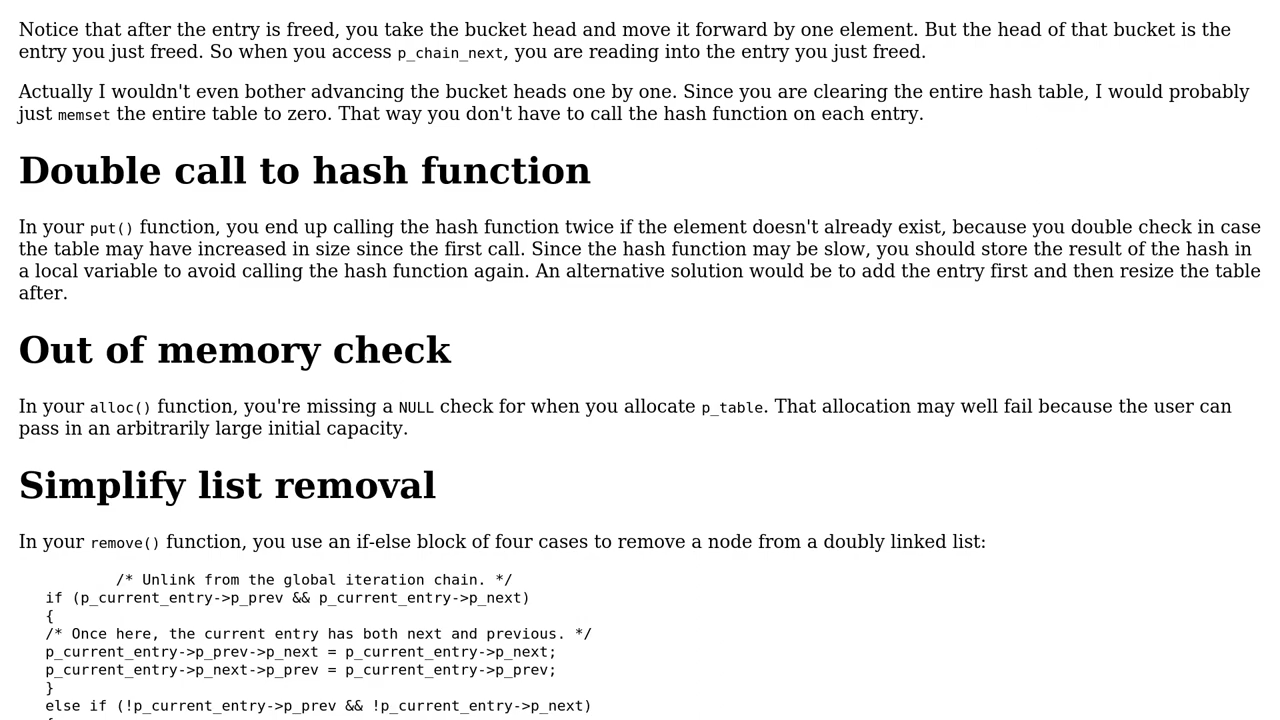 Notice that after the entry is freed, you take the bucket head and move it forward by one element. But the head of that bucket is the
entry you just freed. So when you access p_chain_next, you are reading into the entry you just freed.
Actually I wouldn't even bother advancing the bucket heads one by one. Since you are clearing the entire hash table, I would probably
just memset the entire table to zero. That way you don't have to call the hash function on each entry.
Double call to hash function
In your put() function, you end up calling the hash function twice if the element doesn't already exist, because you double check in case
the table may have increased in size since the first call. Since the hash function may be slow, you should store the result of the hash in
a local variable to avoid calling the hash function again. An alternative solution would be to add the entry first and then resize the table
after.
Out of memory check
In your alloc() function, you're missing a NULL check for when you allocate p_table. That allocation may well fail because the user can
pass in an arbitrarily large initial capacity.
Simplify list removal
In your remove() function, you use an if-else block of four cases to remove a node from a doubly linked list:
/* Unlink from the global iteration chain. */
if (p_current_entry->p_prev && p_current_entry->p_next)
{
/* Once here, the current entry has both next and previous. */
p_current_entry->p_prev->p_next = p_current_entry->p_next;
p_current_entry->p_next->p_prev = p_current_entry->p_prev;
}
else if (!p_current_entry->p_prev && !p_current_entry->p_next)